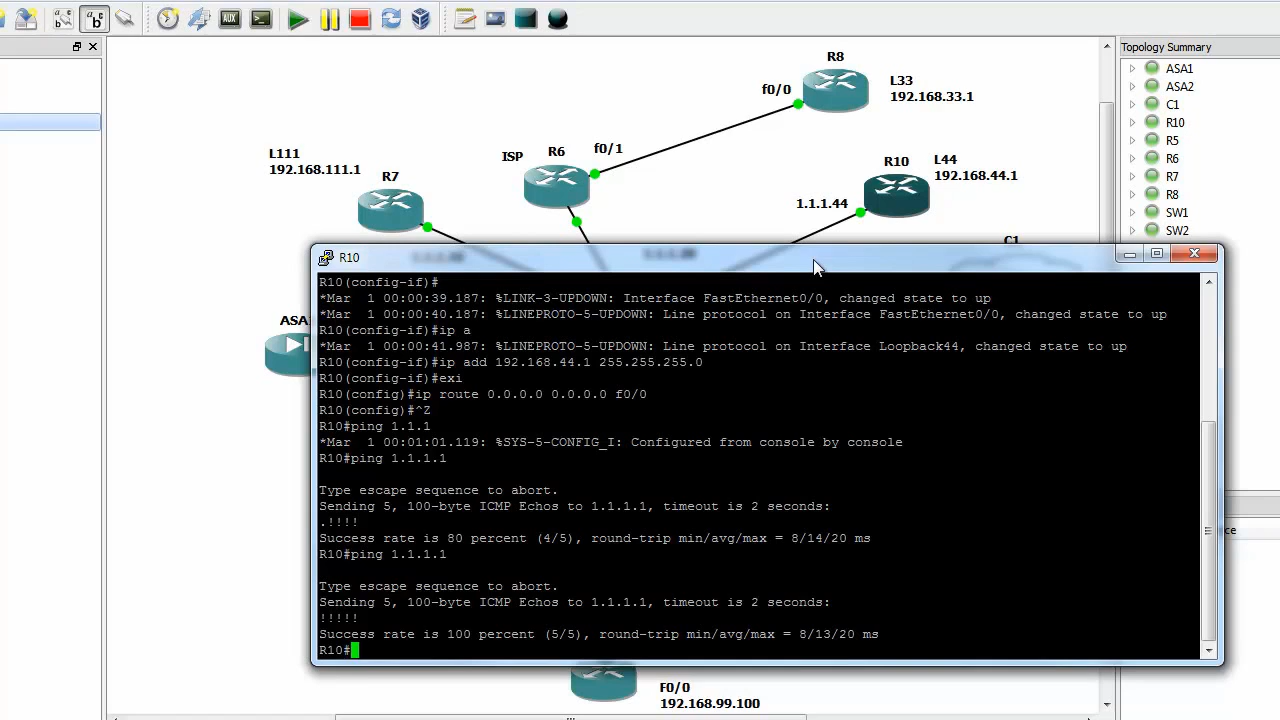 AUX
Topology Summary
ASA1
ASA2
C1
R10
R5
R6
R7
R8
SW1
SW2
R8
f0/0
L33
192.168.33.1
L111
192.168.111.1
R7
ISP
R6
f0/1
R10
L44
192.168.44.1
1.1.1.44
C1
ASA
R10
R10(config-if)#
*Mar  1 00:00:39.187: %LINK-3-UPDOWN: Interface FastEthernet0/0, changed state to up
*Mar  1 00:00:40.187: %LINEPROTO-5-UPDOWN: Line protocol on Interface FastEthernet0/0, changed state to up
R10(config-if)#ip a
*Mar  1 00:00:41.987: %LINEPROTO-5-UPDOWN: Line protocol on Interface Loopback44, changed state to up
R10(config-if)#ip add 192.168.44.1 255.255.255.0
R10(config-if)#exi
R10(config)#ip route 0.0.0.0 0.0.0.0 f0/0
R10(config)#^Z
R10#ping 1.1.1
*Mar  1 00:01:01.119: %SYS-5-CONFIG_I: Configured from console by console
R10#ping 1.1.1.1
Type escape sequence to abort.
Sending 5, 100-byte ICMP Echos to 1.1.1.1, timeout is 2 seconds:
.!!!!
Success rate is 80 percent (4/5), round-trip min/avg/max = 8/14/20 ms
R10#ping 1.1.1.1
Type escape sequence to abort.
Sending 5, 100-byte ICMP Echos to 1.1.1.1, timeout is 2 seconds:
!!!!!
Success rate is 100 percent (5/5), round-trip min/avg/max = 8/13/20 ms
R10#
ce
F0/0
192.168.99.100